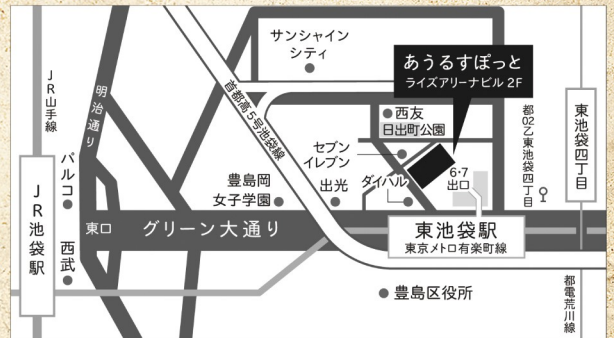 サンシャイン
シティ
あうるすぽっと
ライズアリーナビル 2F
JR山手線
明治通り
首都高5号池袋線
西友
日出町公園
都02乙東池袋四丁目
東池袋四丁目
セブン
イレブン
パルコ
JR池袋駅
豊島岡
女子学園
出光
ダイハル
6・7
出口
東口
グリーン大通り
東池袋駅
東京メトロ有楽町線
西武
豊島区役所
都電荒川線